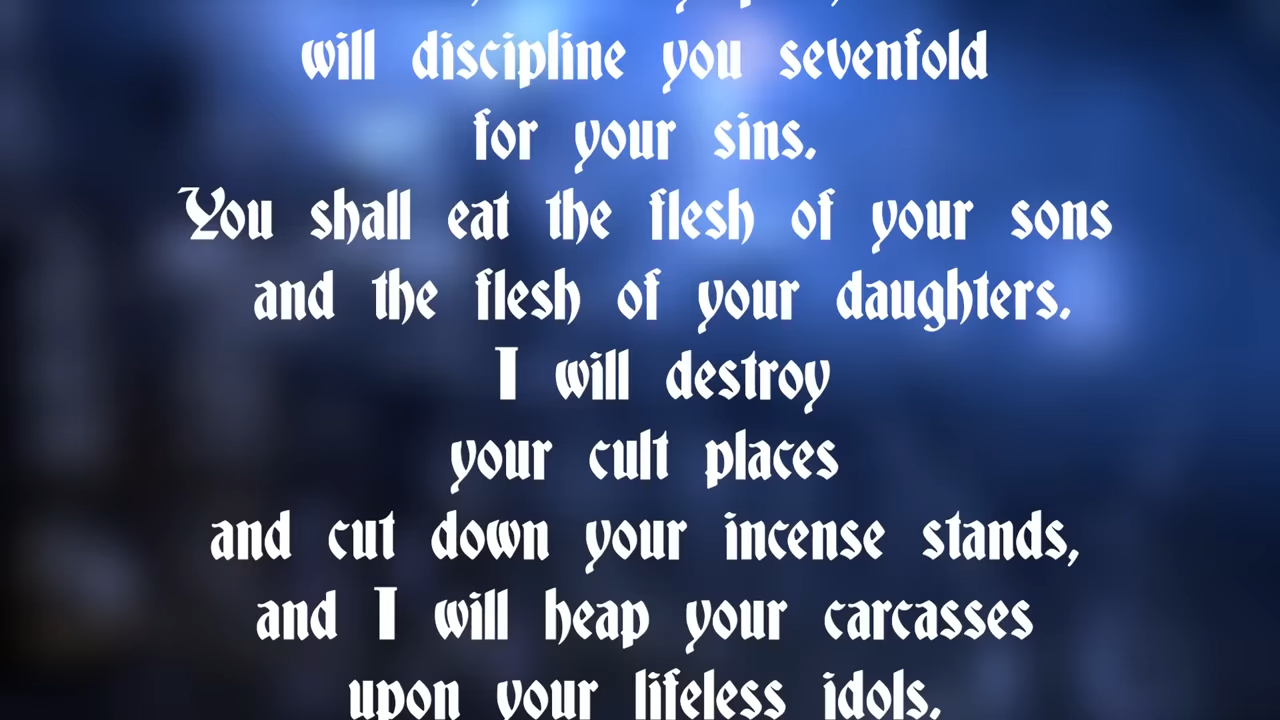 will discipline you sevenfold
for your sins.
You shall eat the flesh of your sons
and the flesh of your daughters.
I will destroy
your cult places
and cut down your incense stands,
and I will heap your carcasses
upon your lifeless idols.